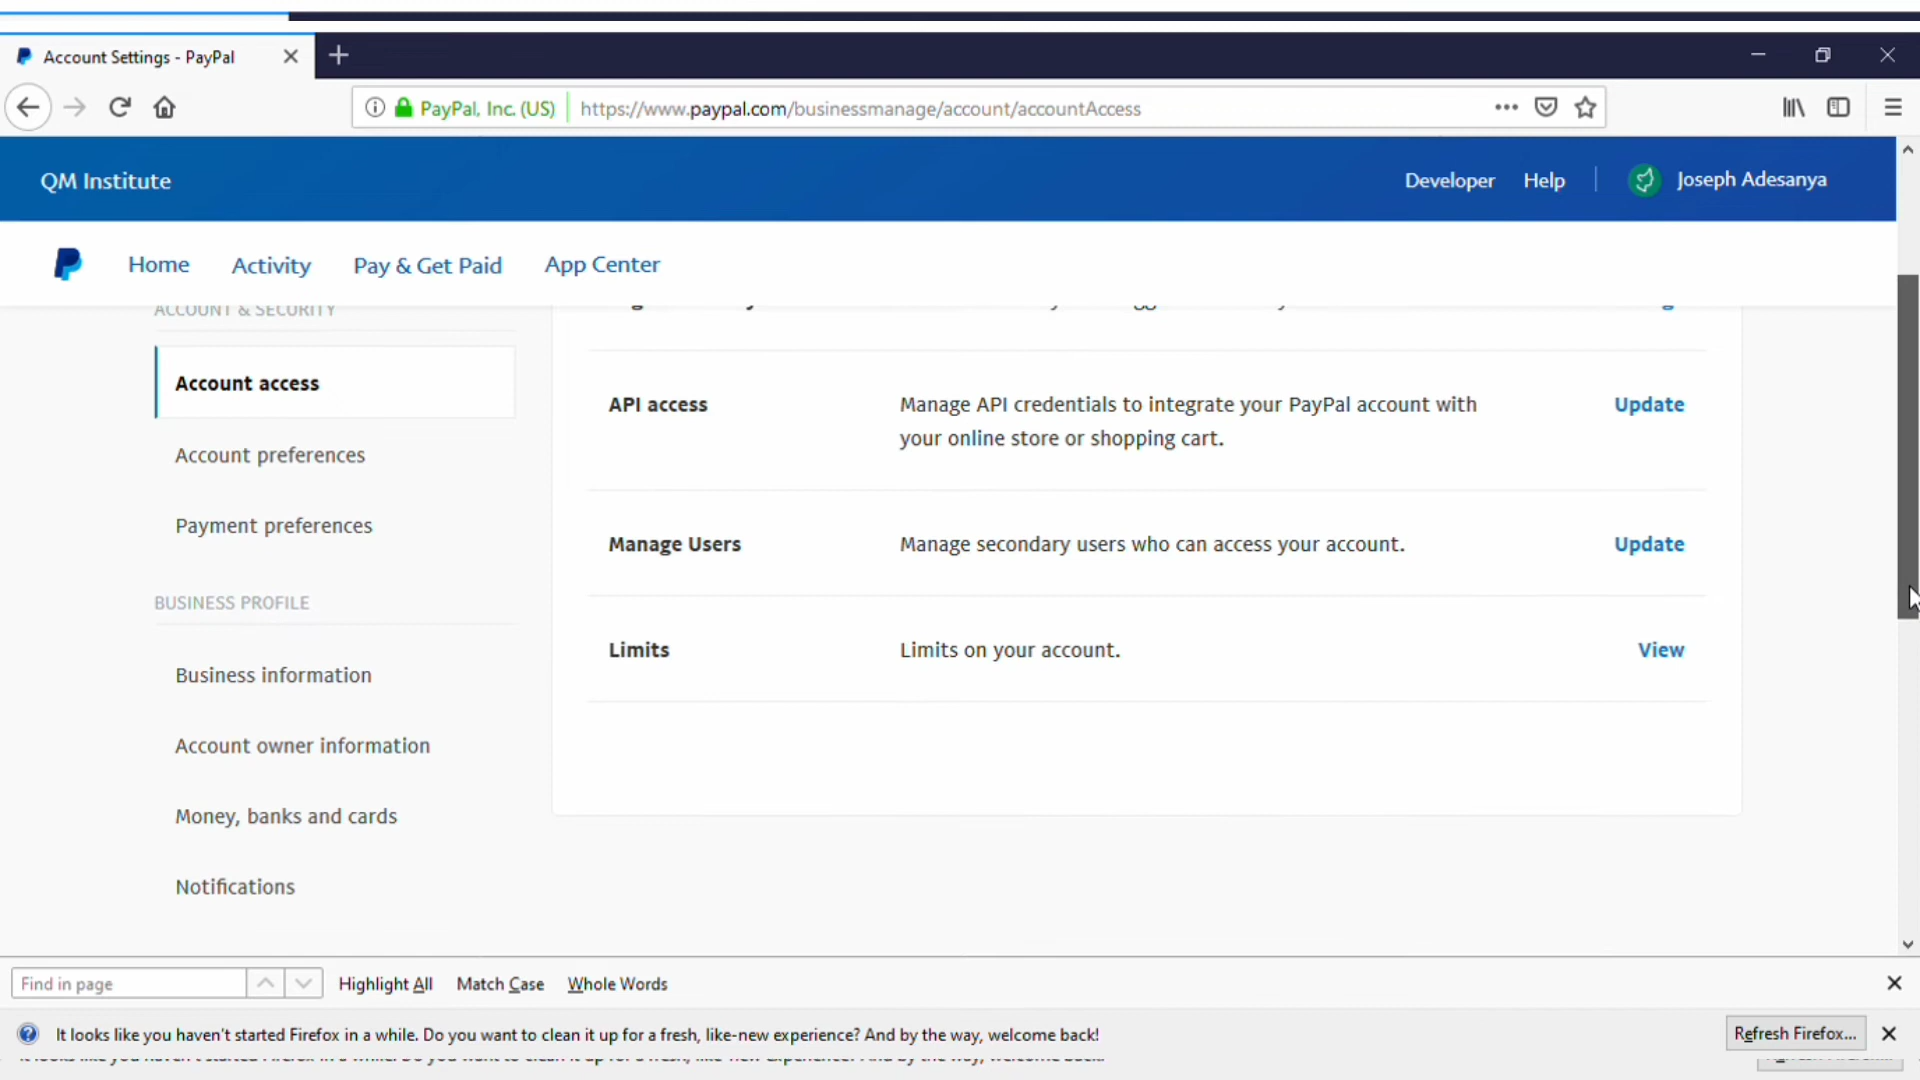 Account Settings - PayPal
PayPal, Inc. (US) https://www.paypal.com/businessmanage/account/accountAccess
QM Institute Developer Help Joseph Adesanya
Home Activity Pay & Get Paid App Center
ACCOUNT & SECURITY
Account access
Account preferences
Payment preferences
BUSINESS PROFILE
Business information
Account owner information
Money, banks and cards
Notifications
API access Manage API credentials to integrate your PayPal account with Update
your online store or shopping cart.
Manage Users Manage secondary users who can access your account. Update
Limits Limits on your account. View
Find in page Highlight All Match Case Whole Words
It looks like you haven't started Firefox in a while. Do you want to clean it up for a fresh, like-new experience? And by the way, welcome back! Refresh Firefox...